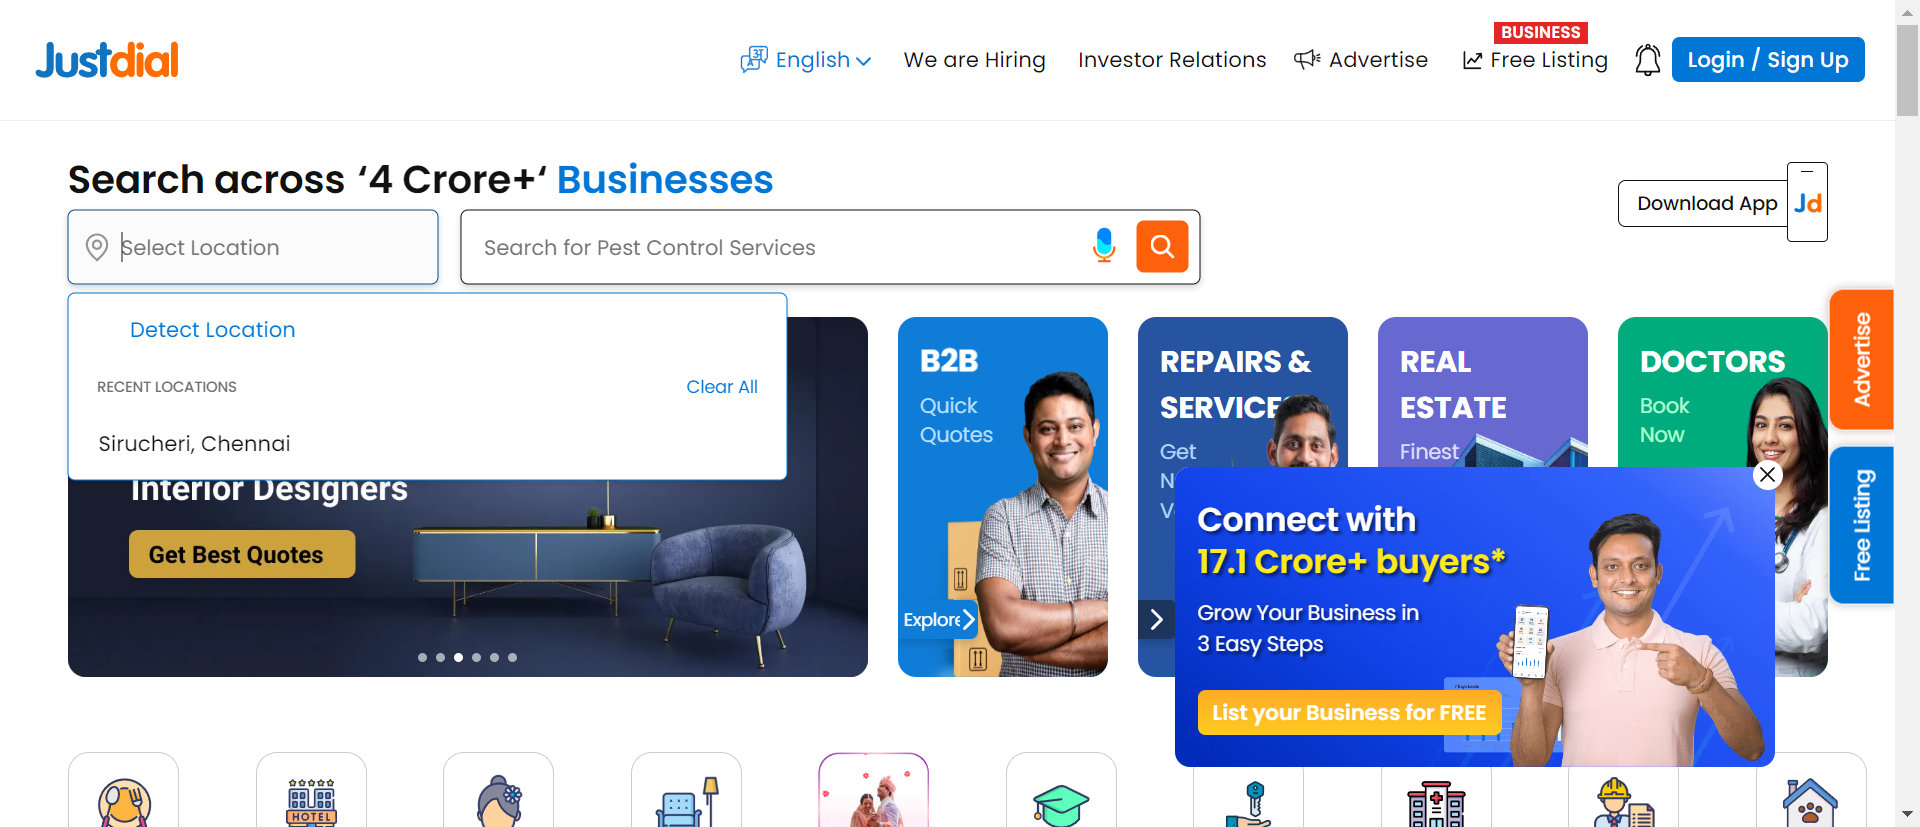 Justdial
English
We are Hiring
Investor Relations
Advertise
BUSINESS
Free Listing
Login / Sign Up
Search across ‘4 Crore+‘ Businesses
Download App
Jd
Select Location
Search for Pest Control Services
Detect Location
RECENT LOCATIONS
Clear All
Sirucheri, Chennai
Interior Designers
Get Best Quotes
B2B
Quick
Quotes
Explore
REPAIRS &
SERVICES
Get
REAL
ESTATE
Finest
DOCTORS
Book
Now
Advertise
Free Listing
Connect with
17.1 Crore+ buyers*
Grow Your Business in
3 Easy Steps
List your Business for FREE
HOTEL